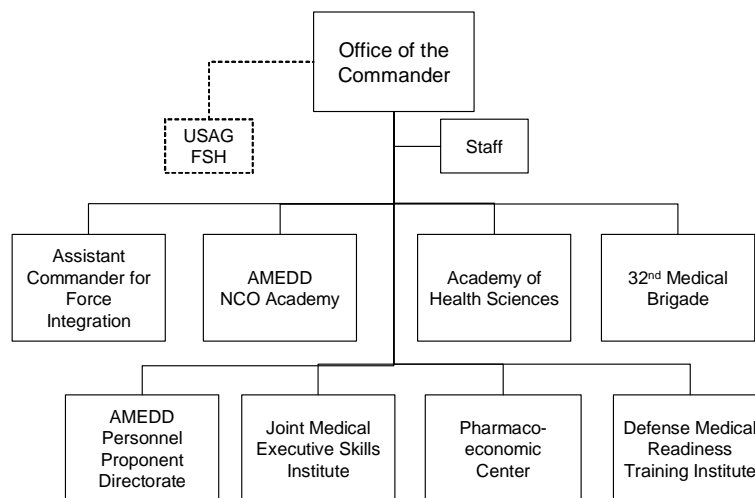 Office of the
Commander
USAG
FSH
Staff
Assistant
Commander for
Force
Integration
AMEDD
NCO Academy
Academy of
Health Sciences
32nd Medical
Brigade
AMEDD
Personnel
Proponent
Directorate
Joint Medical
Executive Skills
Institute
Pharmaco-
economic
Center
Defense Medical
Readiness
Training Institute